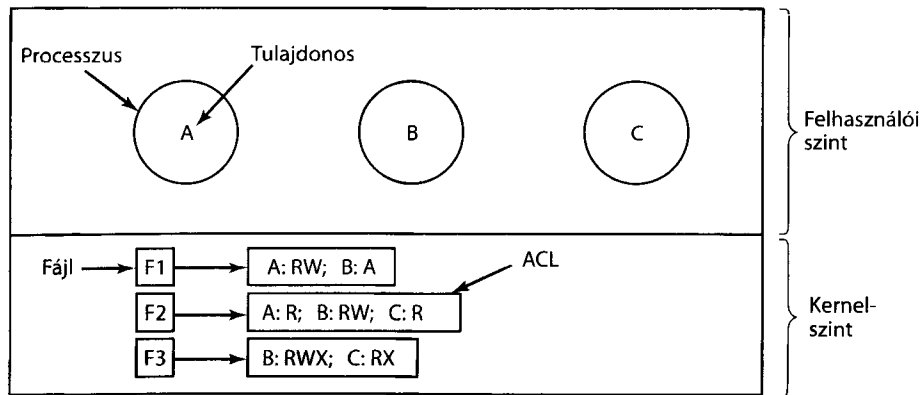 Processzus
Tulajdonos
A
B
C
Felhasználói
szint
Fájl
F1
A: RW; B: A
ACL
F2
A: R; B: RW; C: R
F3
B: RWX; C: RX
Kernel-
szint